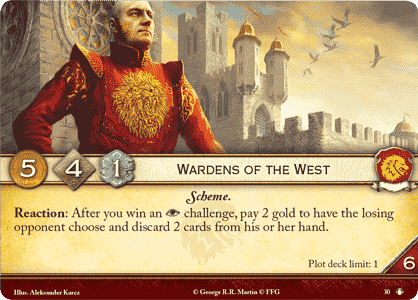 5 4 1 WARDENS OF THE WEST
Scheme.
Reaction: After you win an challenge, pay 2 gold to have the losing
opponent choose and discard 2 cards from his or her hand.
Plot deck limit: 1
6
Illus. Aleksander Karcz © George R.R. Martin © FFG 30